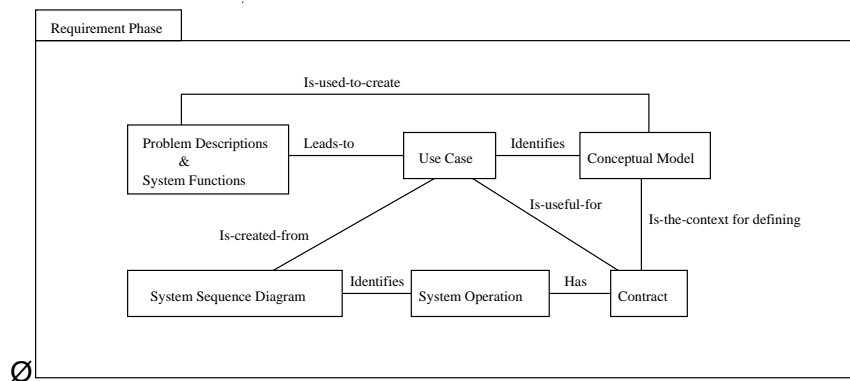 Requirement Phase
Is-used-to-create
Problem Descriptions
&
System Functions
Leads-to
Use Case
Identifies
Conceptual Model
Is-useful-for
Is-the-context for defining
Is-created-from
System Sequence Diagram
Identifies
System Operation
Has
Contract
Ø